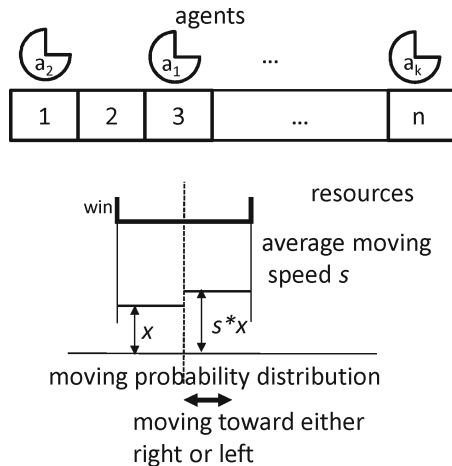 agents
a2 a1 ... ak
1 2 3 ... n
resources
win
average moving
speed s
x s*x
moving probability distribution
moving toward either
right or left